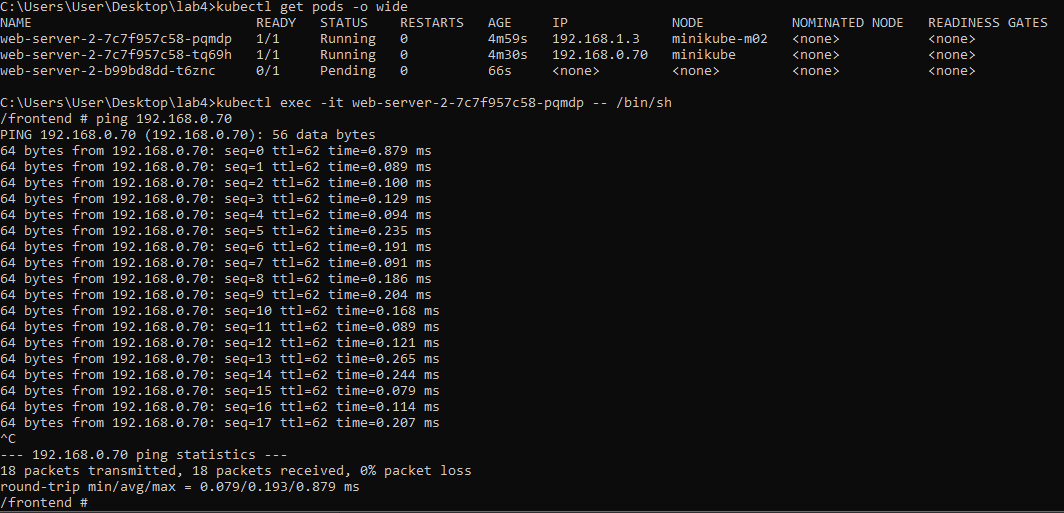 C:\Users\User\Desktop\lab4>kubectl get pods -o wide
NAME                            READY   STATUS    RESTARTS   AGE     IP             NODE           NOMINATED NODE   READINESS GATES
web-server-2-7c7f957c58-pqmdp   1/1     Running   0          4m59s   192.168.1.3    minikube-m02   <none>           <none>
web-server-2-7c7f957c58-tq69h   1/1     Running   0          4m30s   192.168.0.70   minikube       <none>           <none>
web-server-2-b99bd8dd-t6znc     0/1     Pending   0          66s     <none>         <none>         <none>           <none>
C:\Users\User\Desktop\lab4>kubectl exec -it web-server-2-7c7f957c58-pqmdp -- /bin/sh
/frontend # ping 192.168.0.70
PING 192.168.0.70 (192.168.0.70): 56 data bytes
64 bytes from 192.168.0.70: seq=0 ttl=62 time=0.879 ms
64 bytes from 192.168.0.70: seq=1 ttl=62 time=0.089 ms
64 bytes from 192.168.0.70: seq=2 ttl=62 time=0.100 ms
64 bytes from 192.168.0.70: seq=3 ttl=62 time=0.129 ms
64 bytes from 192.168.0.70: seq=4 ttl=62 time=0.094 ms
64 bytes from 192.168.0.70: seq=5 ttl=62 time=0.235 ms
64 bytes from 192.168.0.70: seq=6 ttl=62 time=0.191 ms
64 bytes from 192.168.0.70: seq=7 ttl=62 time=0.091 ms
64 bytes from 192.168.0.70: seq=8 ttl=62 time=0.186 ms
64 bytes from 192.168.0.70: seq=9 ttl=62 time=0.204 ms
64 bytes from 192.168.0.70: seq=10 ttl=62 time=0.168 ms
64 bytes from 192.168.0.70: seq=11 ttl=62 time=0.089 ms
64 bytes from 192.168.0.70: seq=12 ttl=62 time=0.121 ms
64 bytes from 192.168.0.70: seq=13 ttl=62 time=0.265 ms
64 bytes from 192.168.0.70: seq=14 ttl=62 time=0.244 ms
64 bytes from 192.168.0.70: seq=15 ttl=62 time=0.079 ms
64 bytes from 192.168.0.70: seq=16 ttl=62 time=0.114 ms
64 bytes from 192.168.0.70: seq=17 ttl=62 time=0.207 ms
^C
--- 192.168.0.70 ping statistics ---
18 packets transmitted, 18 packets received, 0% packet loss
round-trip min/avg/max = 0.079/0.193/0.879 ms
/frontend #